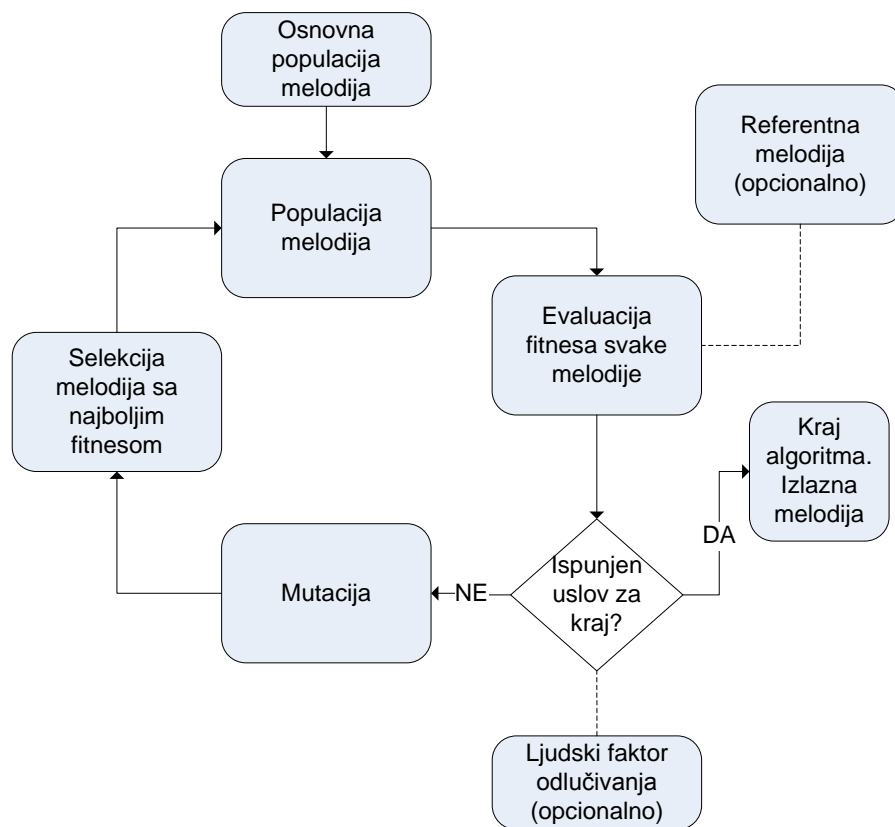 Osnovna
populacija
melodija
Populacija
melodija
Referentna
melodija
(opcionalno)
Evaluacija
fitnesa svake
melodije
Selekcija
melodija sa
najboljim
fitnesom
Kraj
algoritma.
Izlazna
melodija
DA
Ispunjen
uslov za
kraj?
NE
Mutacija
Ljudski faktor
odlučivanja
(opcionalno)